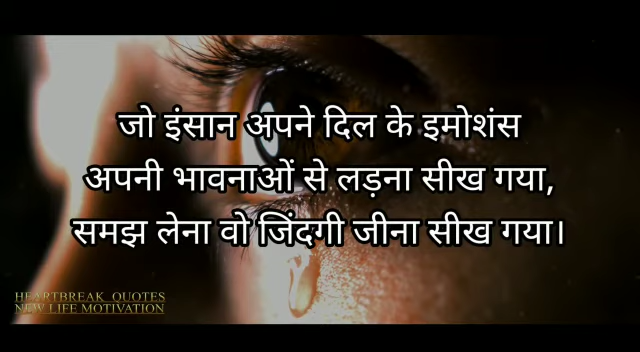 जो इंसान अपने दिल के इमोशंस
अपनी भावनाओं से लड़ना सीख गया,
समझ लेना वो जिंदगी जीना सीख गया।
HEARTBREAK QUOTES
NEW LIFE MOTIVATION